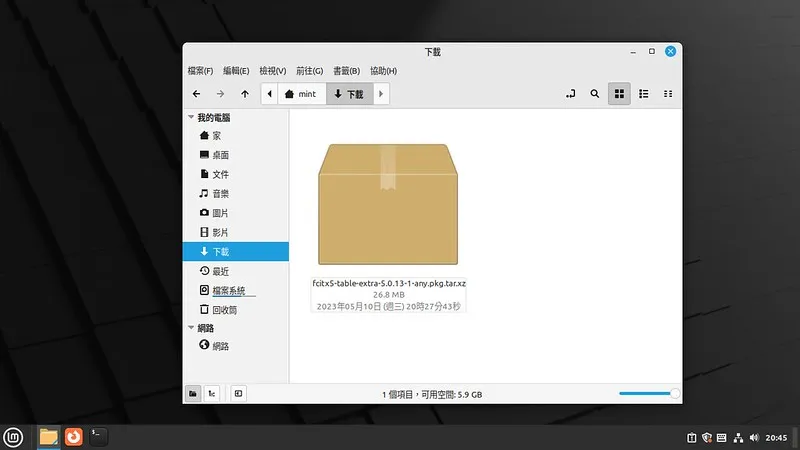 下載
檔案(F) 編輯(E) 檢視(V) 前往(G) 書籤(B) 協助(H)
mint 下載
我的電腦
家
桌面
文件
音樂
圖片
影片
下載
最近
檔案系統
回收筒
網路
網路
fcitx5-table-extra-5.0.13-1-any.pkg.tar.xz
26.8 MB
2023年05月10日 (週三) 20時27分43秒
1 個項目，可用空間: 5.9 GB
20:45